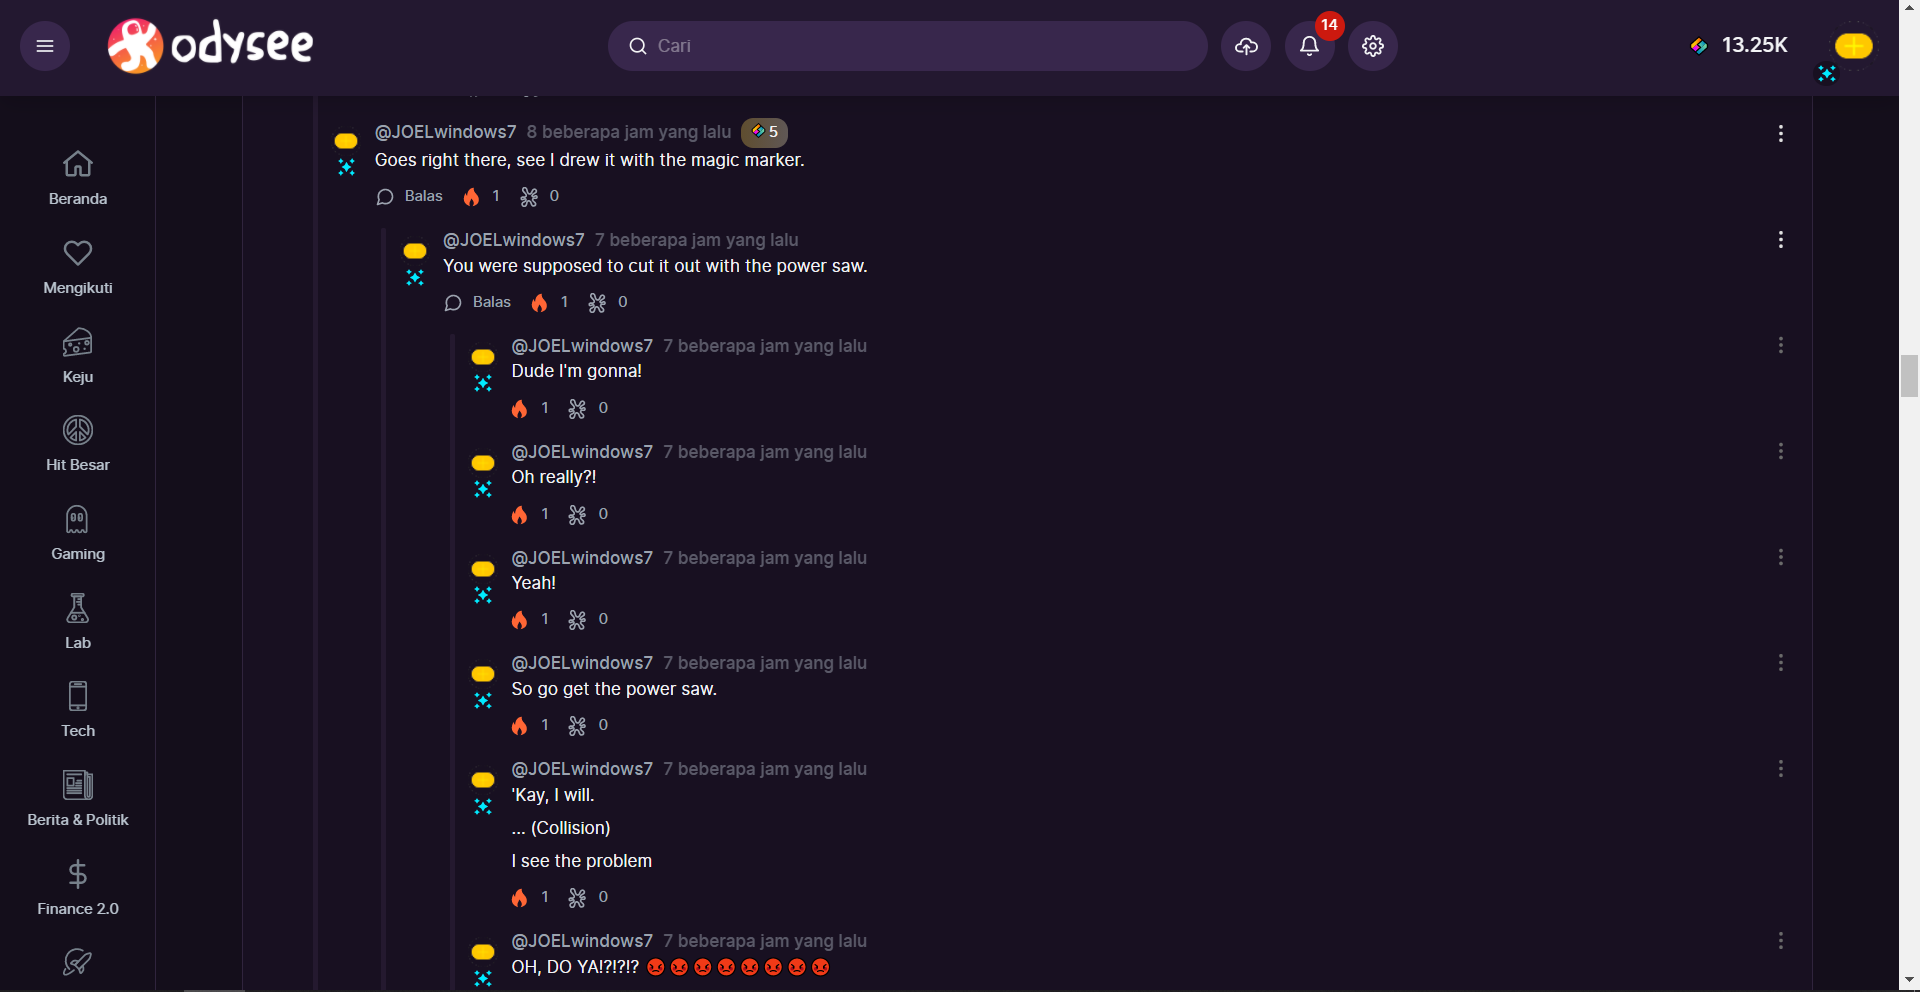 odysee
Cari
14
13.25K
Beranda
Mengikuti
Keju
Hit Besar
Gaming
Lab
Tech
Berita & Politik
Finance 2.0
@JOELwindows7 8 beberapa jam yang lalu 5
Goes right there, see I drew it with the magic marker.
Balas 1 0
@JOELwindows7 7 beberapa jam yang lalu
You were supposed to cut it out with the power saw.
Balas 1 0
@JOELwindows7 7 beberapa jam yang lalu
Dude I'm gonna!
1 0
@JOELwindows7 7 beberapa jam yang lalu
Oh really?!
1 0
@JOELwindows7 7 beberapa jam yang lalu
Yeah!
1 0
@JOELwindows7 7 beberapa jam yang lalu
So go get the power saw.
1 0
@JOELwindows7 7 beberapa jam yang lalu
'Kay, I will.
... (Collision)
I see the problem
1 0
@JOELwindows7 7 beberapa jam yang lalu
OH, DO YA!?!?!? 😡😡😡😡😡😡😡😡